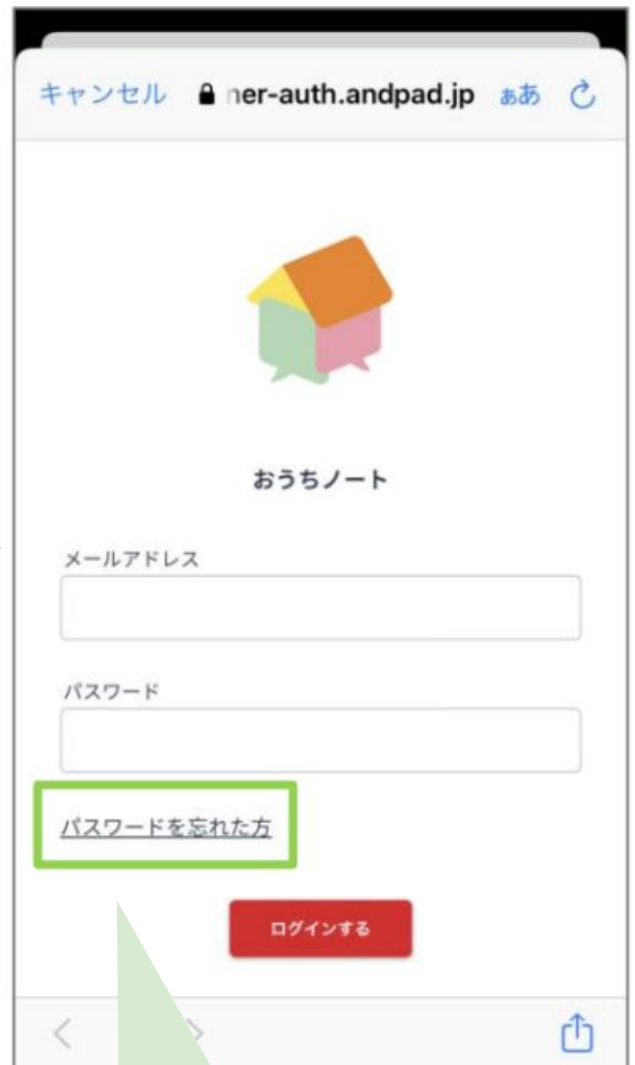 キャンセル ner-auth.andpad.jp ぁあ
おうちノート
メールアドレス
パスワード
パスワードを忘れた方
ログインする